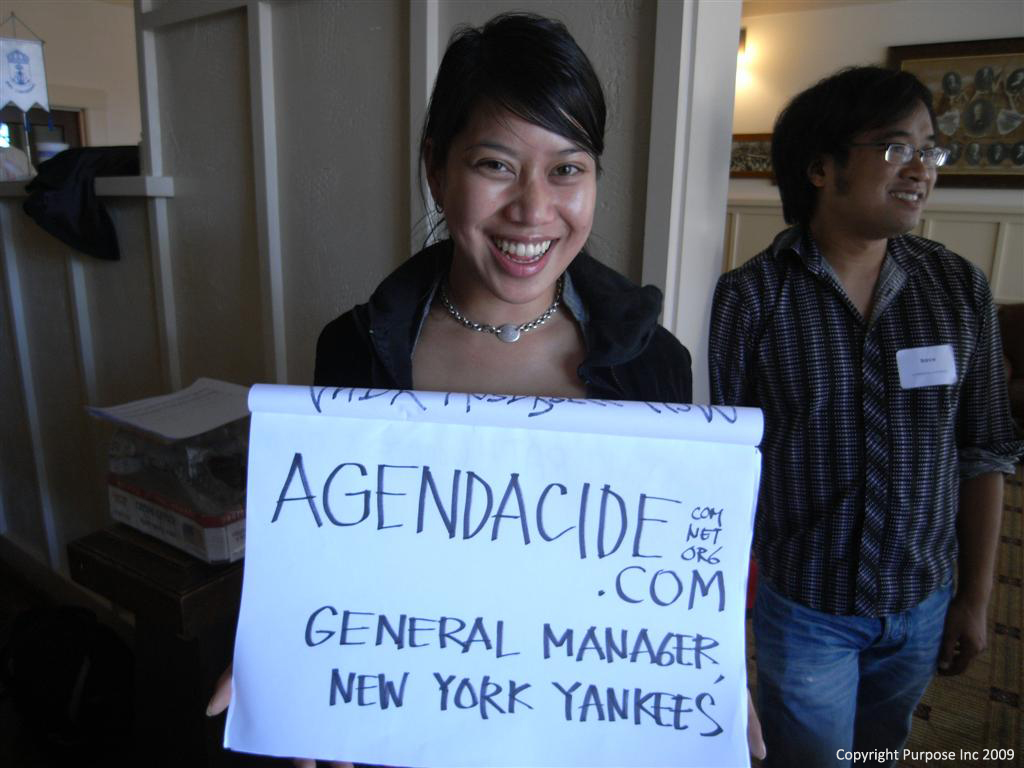 AGENDACIDE
COM
NET
ORG
.COM
GENERAL MANAGER,
NEW YORK YANKEES
Copyright Purpose Inc 2009